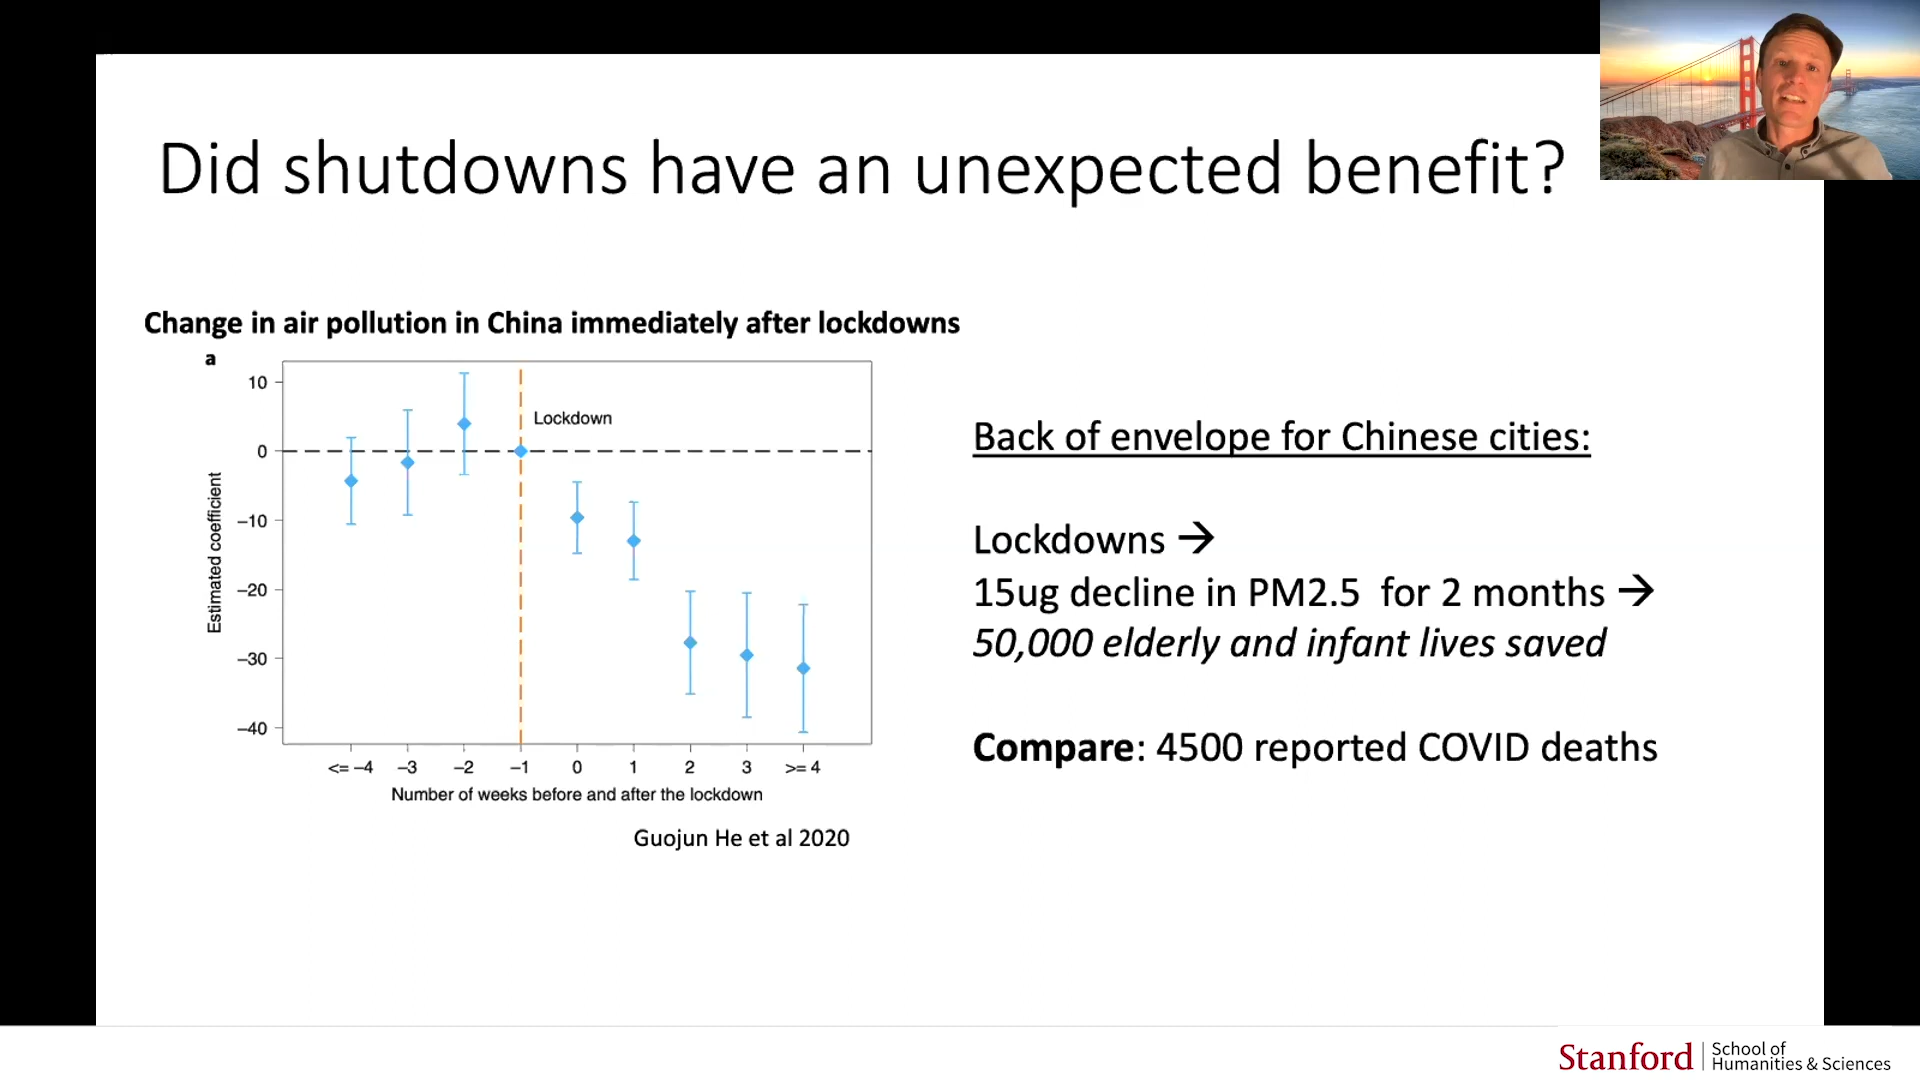 Did shutdowns have an unexpected benefit?
Change in air pollution in China immediately after lockdowns
a
10
0
−10
−20
−30
−40
Estimated coefficient
Lockdown
<= −4 −3 −2 −1 0 1 2 3 >= 4
Number of weeks before and after the lockdown
Guojun He et al 2020
Back of envelope for Chinese cities:
Lockdowns →
15ug decline in PM2.5 for 2 months →
50,000 elderly and infant lives saved
Compare: 4500 reported COVID deaths
Stanford
School of
Humanities & Sciences